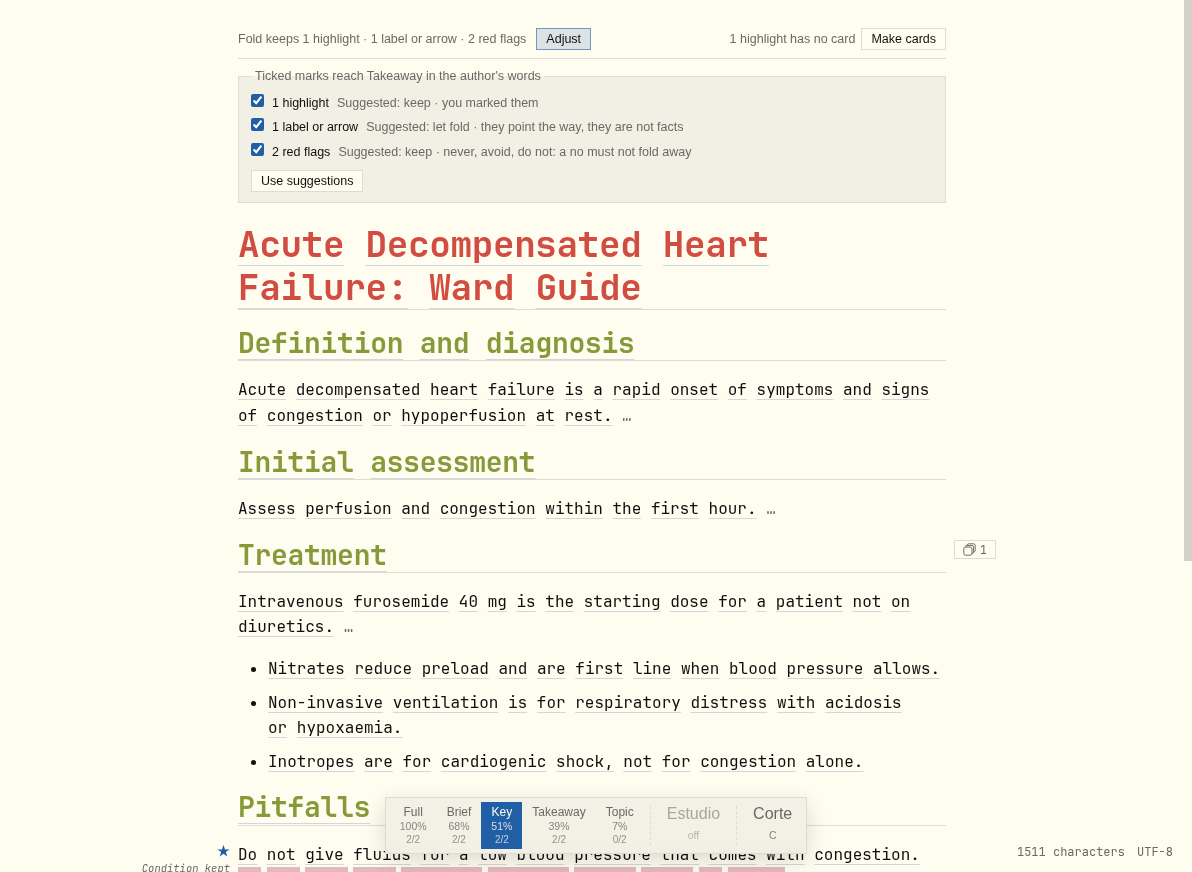 Fold keeps 1 highlight · 1 label or arrow · 2 red flags Adjust 1 highlight has no card Make cards
Ticked marks reach Takeaway in the author's words
1 highlight Suggested: keep · you marked them
1 label or arrow Suggested: let fold · they point the way, they are not facts
2 red flags Suggested: keep · never, avoid, do not: a no must not fold away
Use suggestions
Acute Decompensated Heart
Failure: Ward Guide
Definition and diagnosis
Acute decompensated heart failure is a rapid onset of symptoms and signs
of congestion or hypoperfusion at rest. …
Initial assessment
Assess perfusion and congestion within the first hour. …
Treatment 1
Intravenous furosemide 40 mg is the starting dose for a patient not on
diuretics. …
• Nitrates reduce preload and are first line when blood pressure allows.
• Non-invasive ventilation is for respiratory distress with acidosis
or hypoxaemia.
• Inotropes are for cardiogenic shock, not for congestion alone.
Pitfalls
Full Brief Key Takeaway Topic Estudio Corte
100% 68% 51% 39% 7% off C
2/2 2/2 2/2 2/2 0/2
★ Do not give fluids for a low blood pressure that comes with congestion.
Condition kept
1511 characters UTF-8